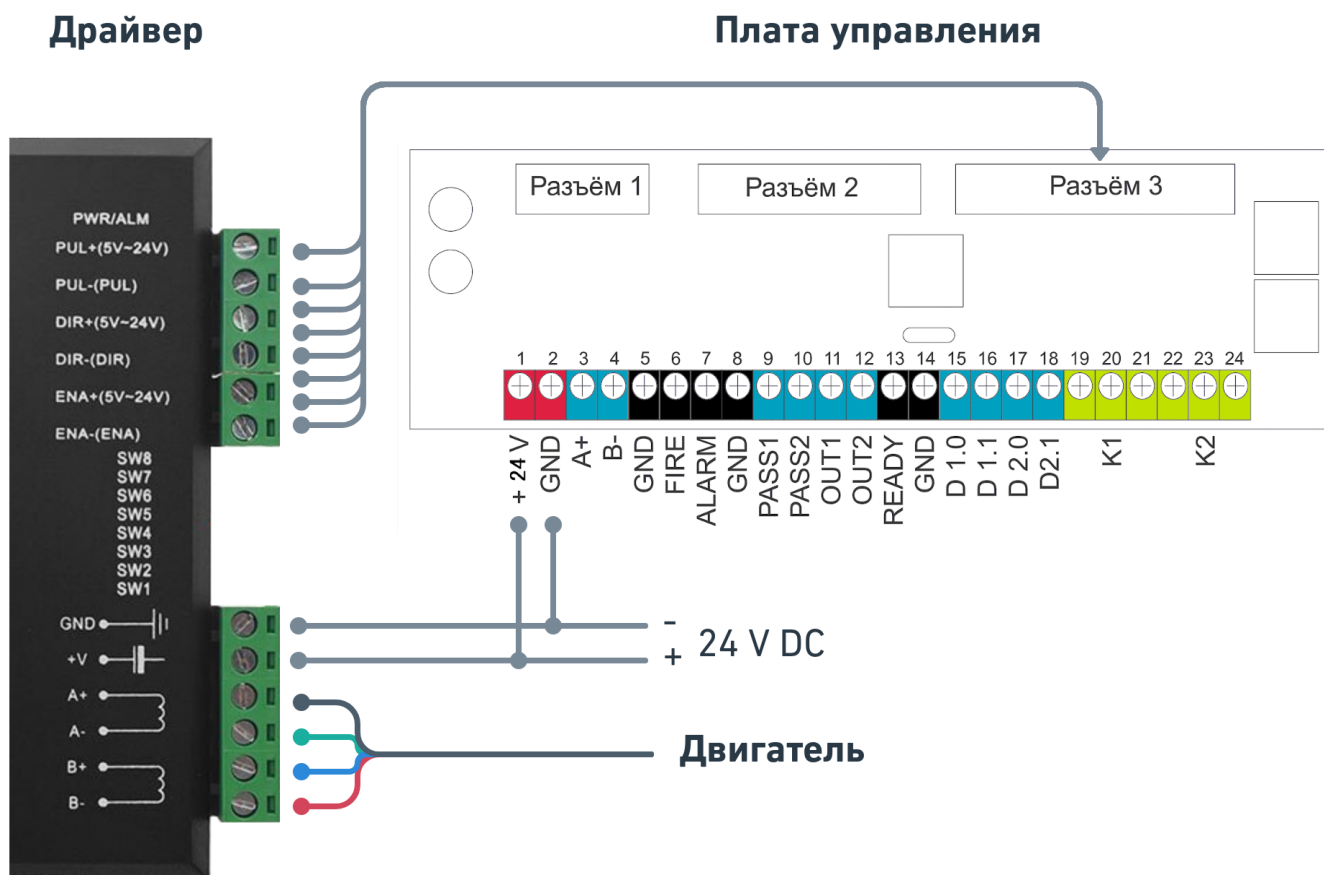 Драйвер
Плата управления
Разъём 1
Разъём 2
Разъём 3
PWR/ALM
PUL+(5V~24V)
PUL-(PUL)
DIR+(5V~24V)
DIR-(DIR)
ENA+(5V~24V)
ENA-(ENA)
SW8
SW7
SW6
SW5
SW4
SW3
SW2
SW1
GND
+V
A+
A-
B+
B-
1 2 3 4 5 6 7 8 9 10 11 12 13 14 15 16 17 18 19 20 21 22 23 24
+ 24 V
GND
A+
B-
GND
FIRE
ALARM
GND
PASS1
PASS2
OUT1
OUT2
READY
GND
D 1.0
D 1.1
D 2.0
D2.1
K1
K2
-
+ 24 V DC
Двигатель